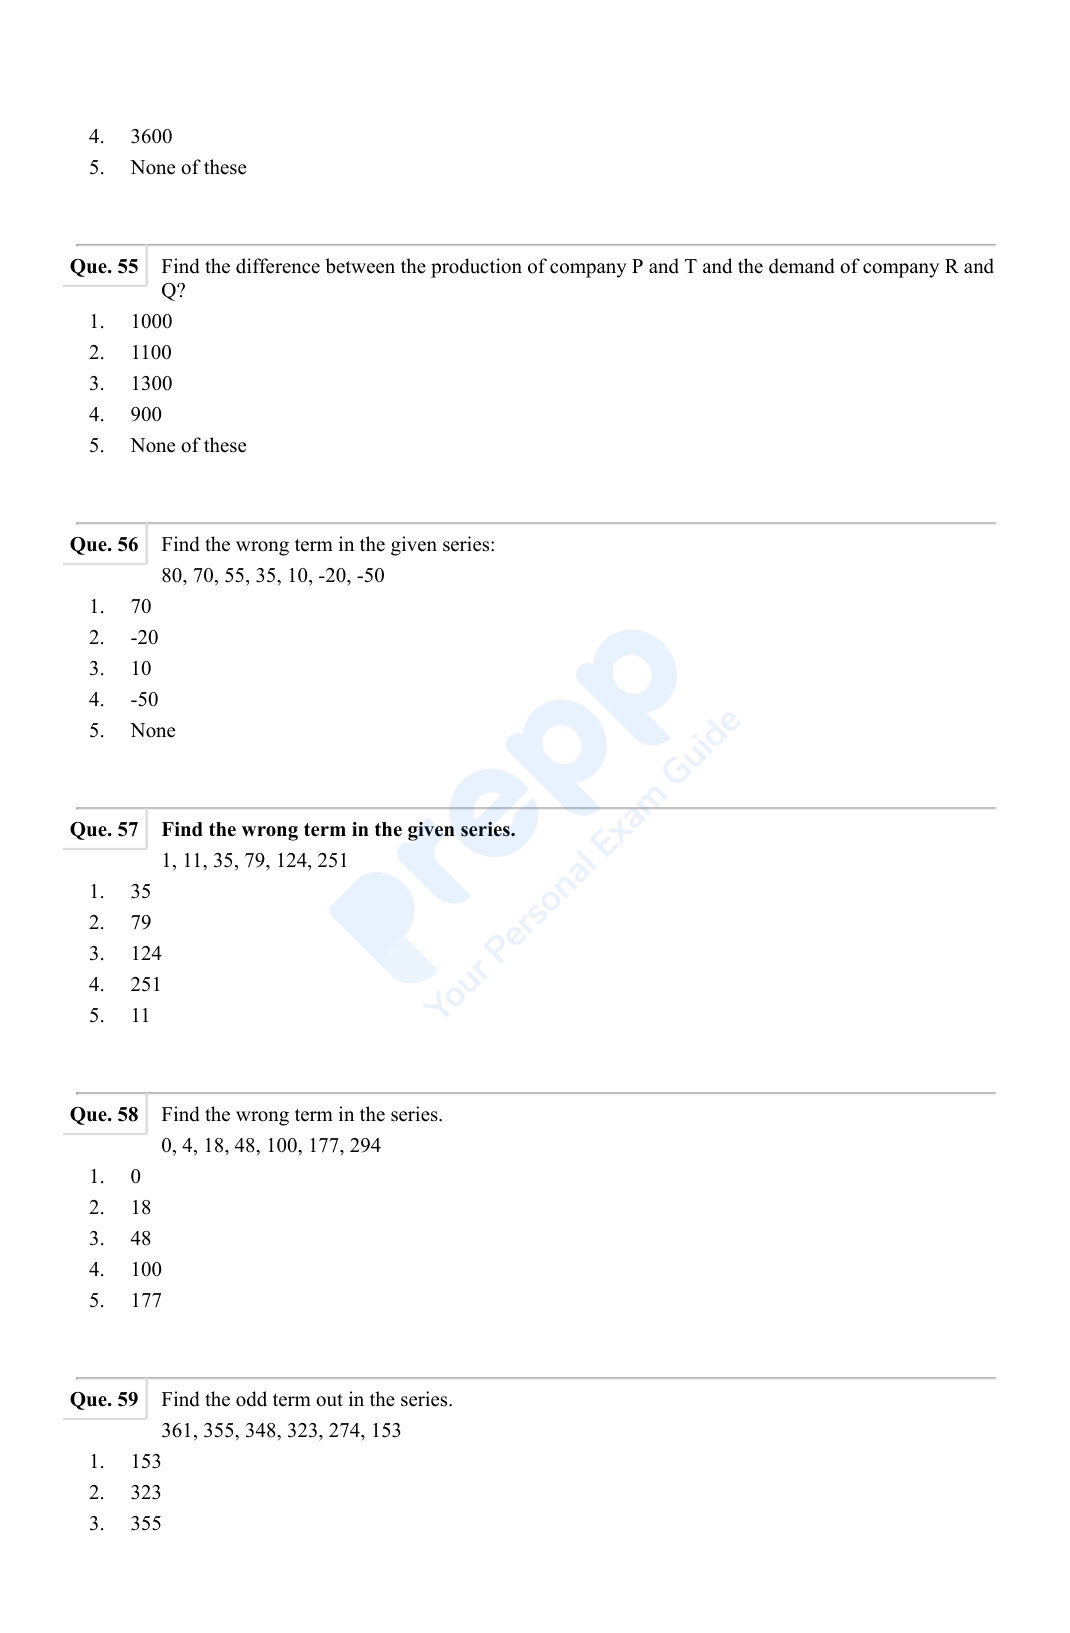 4. 3600
5. None of these
Que. 55 Find the difference between the production of company P and T and the demand of company R and
Q?
1. 1000
2. 1100
3. 1300
4. 900
5. None of these
Que. 56 Find the wrong term in the given series:
80, 70, 55, 35, 10, -20, -50
1. 70
2. -20
3. 10
4. -50
5. None
Que. 57 Find the wrong term in the given series.
1, 11, 35, 79, 124, 251
1. 35
2. 79
3. 124
4. 251
5. 11
Que. 58 Find the wrong term in the series.
0, 4, 18, 48, 100, 177, 294
1. 0
2. 18
3. 48
4. 100
5. 177
Que. 59 Find the odd term out in the series.
361, 355, 348, 323, 274, 153
1. 153
2. 323
3. 355
prepp
Your Personal Exam Guide